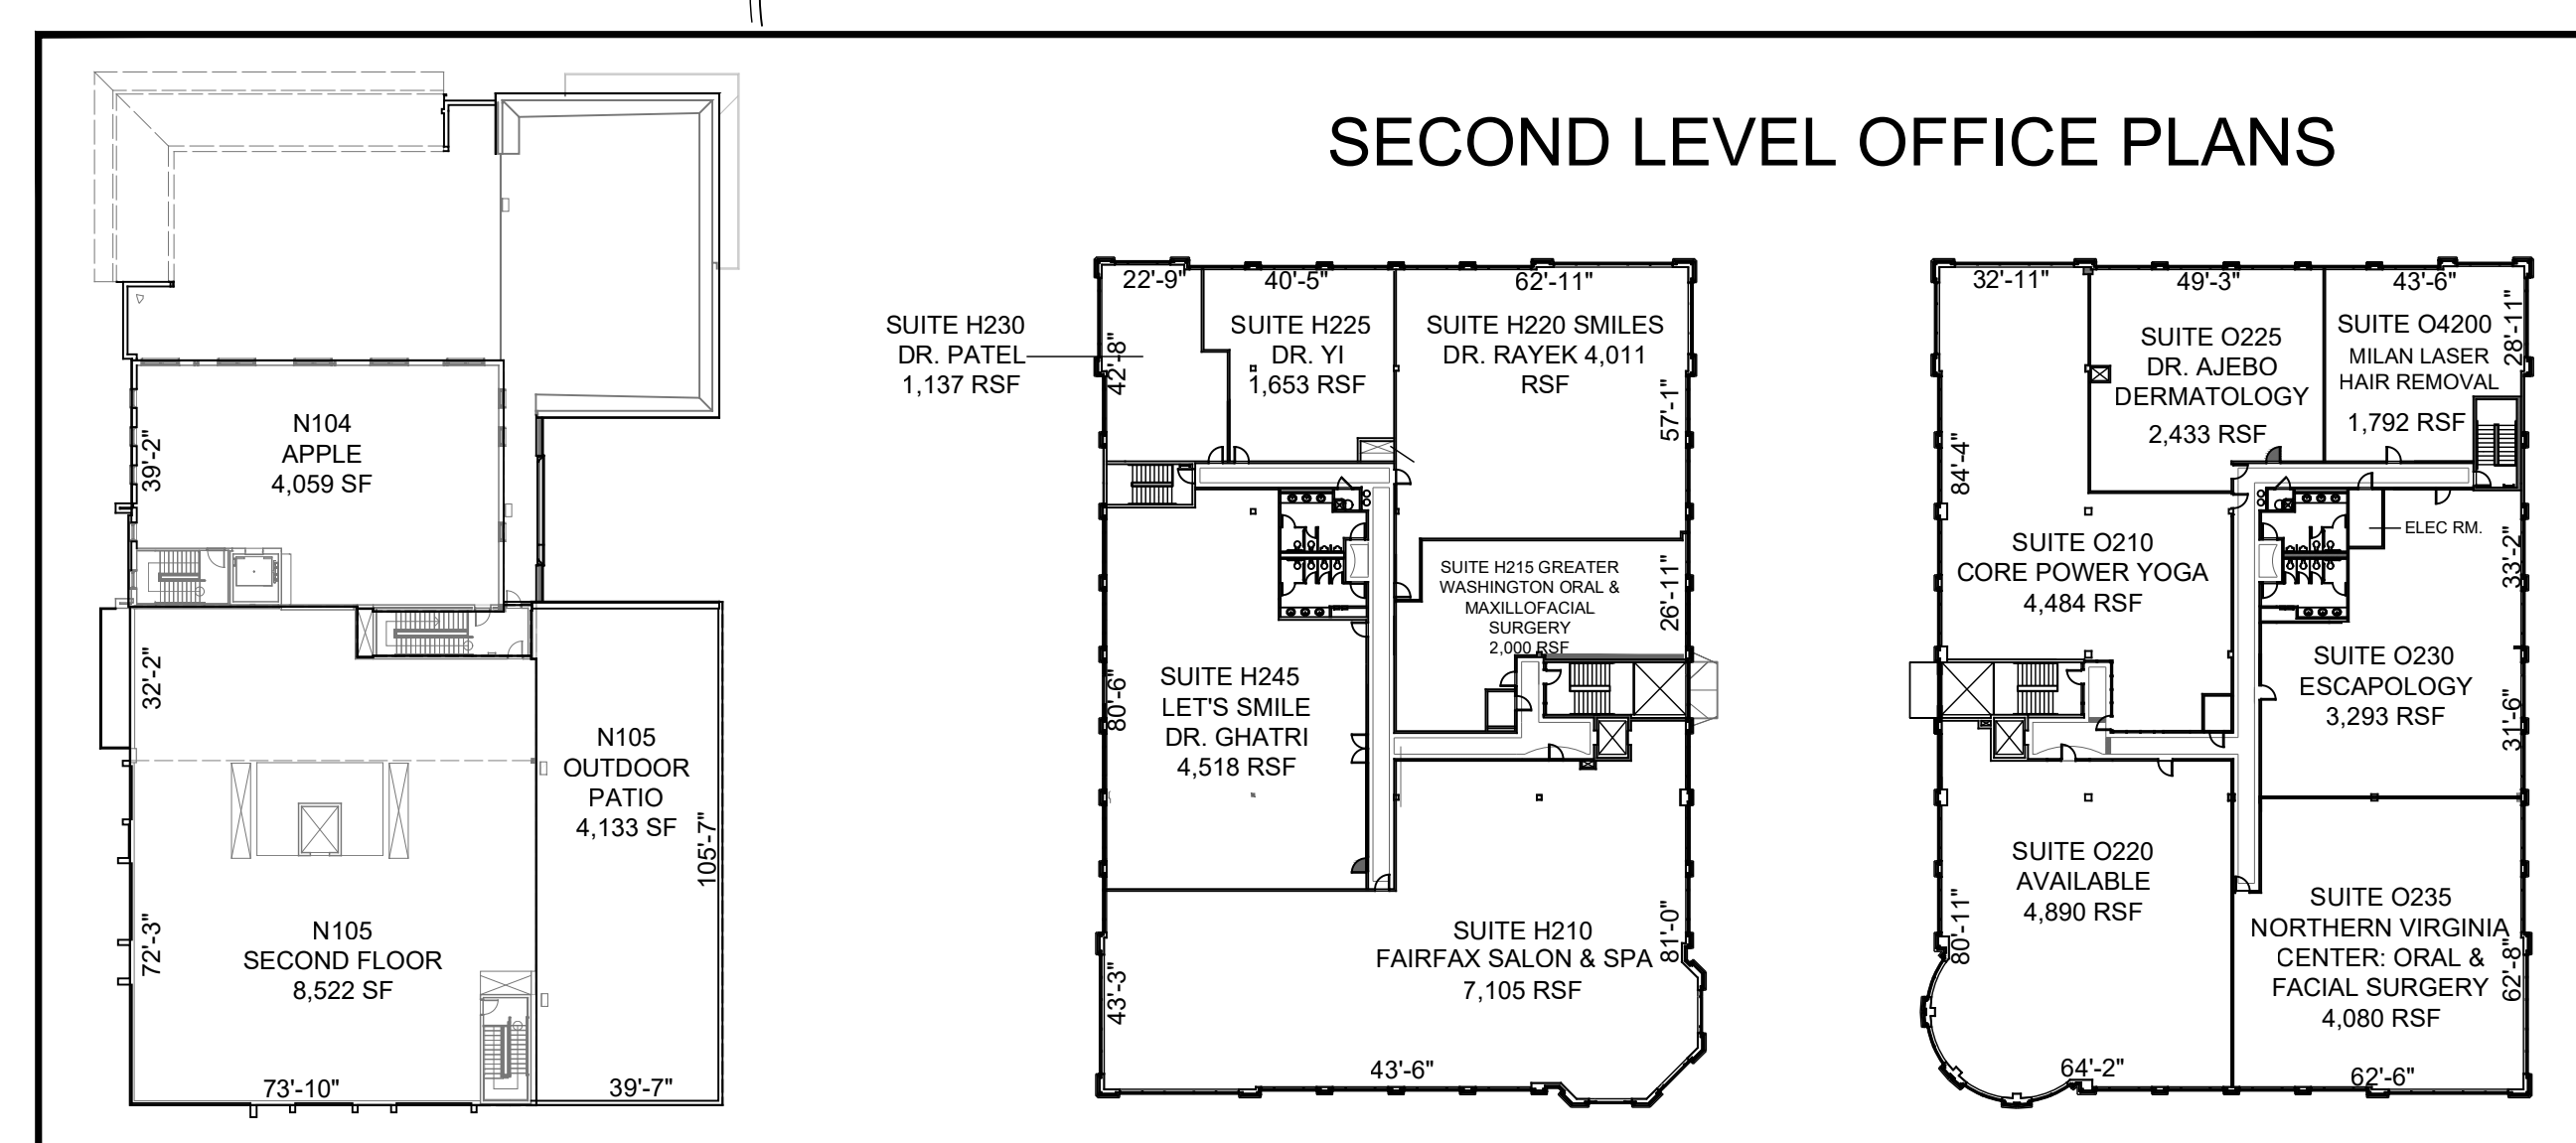 SECOND LEVEL OFFICE PLANS
N104
APPLE
4,059 SF
39'-2"
32'-2"
72'-3"
N105
SECOND FLOOR
8,522 SF
73'-10"
N105
OUTDOOR
PATIO
4,133 SF
105'-7"
39'-7"
22'-9"
40'-5"
62'-11"
SUITE H230
DR. PATEL
1,137 RSF
42'-8"
SUITE H225
DR. YI
1,653 RSF
SUITE H220 SMILES
DR. RAYEK 4,011
RSF
57'-1"
SUITE H215 GREATER
WASHINGTON ORAL &
MAXILLOFACIAL
SURGERY
2,000 RSF
26'-11"
SUITE H245
LET'S SMILE
DR. GHATRI
4,518 RSF
80'-6"
SUITE H210
FAIRFAX SALON & SPA
7,105 RSF
81'-0"
43'-3"
43'-6"
32'-11"
49'-3"
43'-6"
28'-11"
SUITE O225
DR. AJEBO
DERMATOLOGY
2,433 RSF
SUITE O4200
MILAN LASER
HAIR REMOVAL
1,792 RSF
84'-4"
SUITE O210
CORE POWER YOGA
4,484 RSF
ELEC RM.
33'-2"
SUITE O230
ESCAPOLOGY
3,293 RSF
31'-6"
SUITE O220
AVAILABLE
4,890 RSF
80'-11"
64'-2"
SUITE O235
NORTHERN VIRGINIA
CENTER: ORAL &
FACIAL SURGERY
4,080 RSF
62'-8"
62'-6"